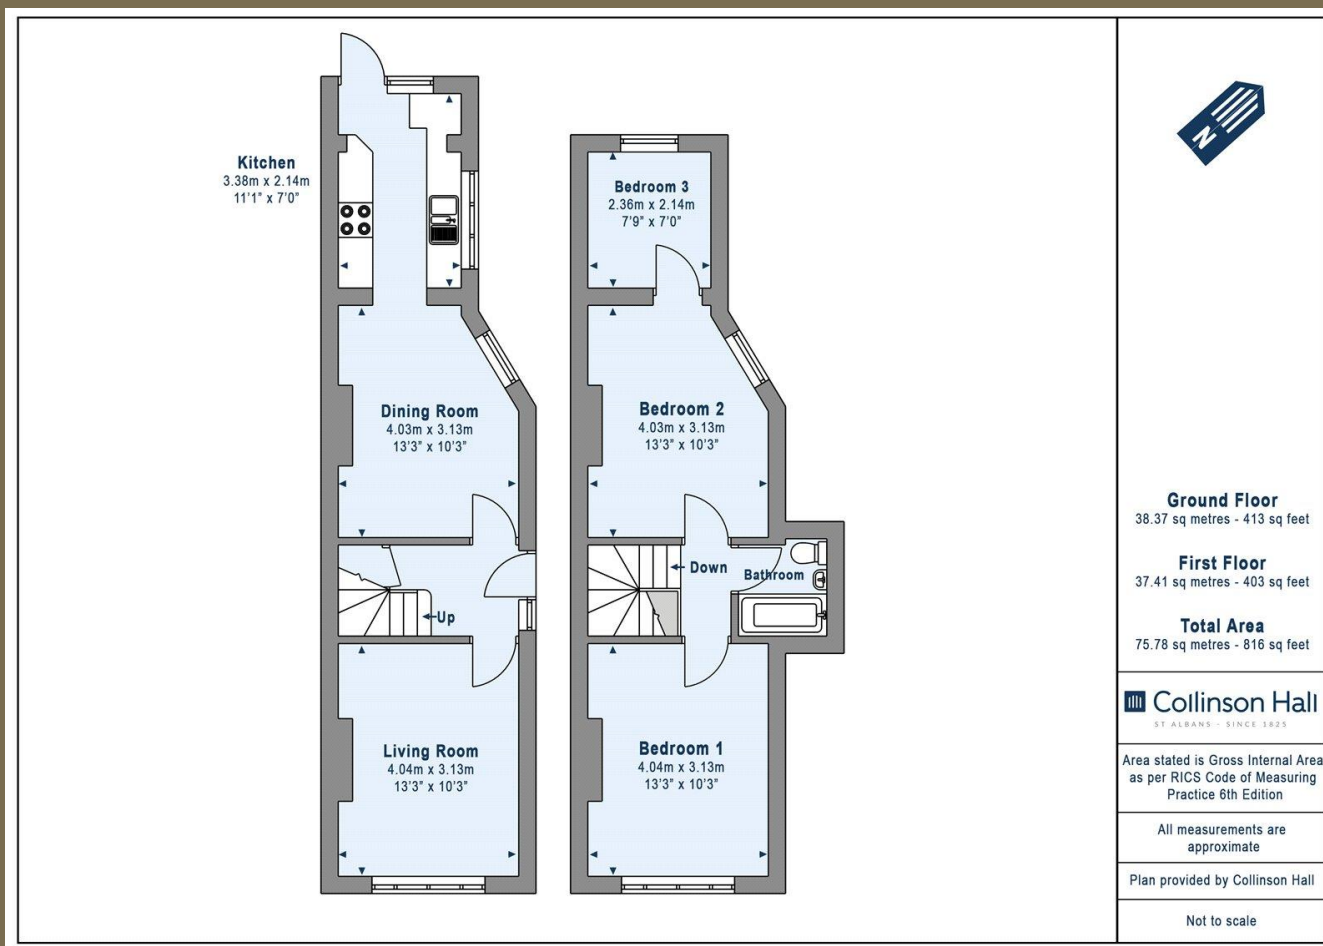 Kitchen
3.38m x 2.14m
11'1" x 7'0"
Dining Room
4.03m x 3.13m
13'3" x 10'3"
Up
Living Room
4.04m x 3.13m
13'3" x 10'3"
Bedroom 3
2.36m x 2.14m
7'9" x 7'0"
Bedroom 2
4.03m x 3.13m
13'3" x 10'3"
Down
Bathroom
Bedroom 1
4.04m x 3.13m
13'3" x 10'3"
N
Ground Floor
38.37 sq metres - 413 sq feet
First Floor
37.41 sq metres - 403 sq feet
Total Area
75.78 sq metres - 816 sq feet
Collinson Hall
ST ALBANS - SINCE 1825
Area stated is Gross Internal Area
as per RICS Code of Measuring
Practice 6th Edition
All measurements are
approximate
Plan provided by Collinson Hall
Not to scale